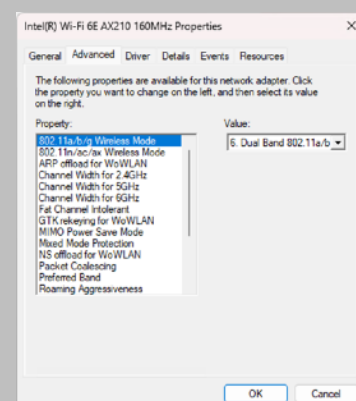 Intel(R) Wi-Fi 6E AX210 160MHz Properties
General Advanced Driver Details Events Resources
The following properties are available for this network adapter. Click
the property you want to change on the left, and then select its value
on the right.
Property: Value:
802.11a/b/g Wireless Mode 6. Dual Band 802.11a/b
802.11n/ac/ax Wireless Mode
ARP offload for WoWLAN
Channel Width for 2.4GHz
Channel Width for 5GHz
Channel Width for 6GHz
Fat Channel Intolerant
GTK rekeying for WoWLAN
MIMO Power Save Mode
Mixed Mode Protection
NS offload for WoWLAN
Packet Coalescing
Preferred Band
Roaming Aggressiveness
OK Cancel